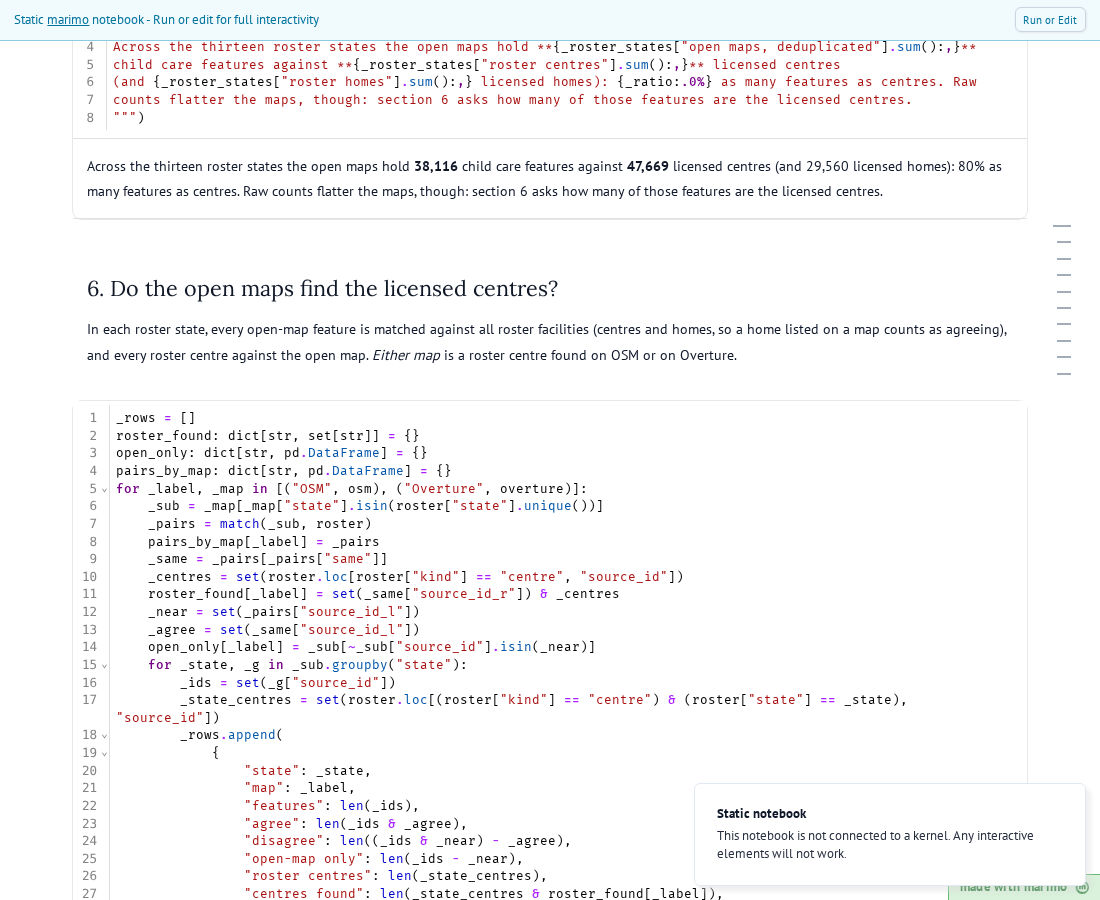 Static marimo notebook - Run or edit for full interactivity
Run or Edit
4 Across the thirteen roster states the open maps hold **{_roster_states["open maps, deduplicated"].sum():,}**
5 child care features against **{_roster_states["roster centres"].sum():,}** licensed centres
6 (and {_roster_states["roster homes"].sum():,} licensed homes): {_ratio:.0%} as many features as centres. Raw
7 counts flatter the maps, though: section 6 asks how many of those features are the licensed centres.
8 """)
Across the thirteen roster states the open maps hold 38,116 child care features against 47,669 licensed centres (and 29,560 licensed homes): 80% as
many features as centres. Raw counts flatter the maps, though: section 6 asks how many of those features are the licensed centres.
6. Do the open maps find the licensed centres?
In each roster state, every open-map feature is matched against all roster facilities (centres and homes, so a home listed on a map counts as agreeing),
and every roster centre against the open map. Either map is a roster centre found on OSM or on Overture.
1 _rows = []
2 roster_found: dict[str, set[str]] = {}
3 open_only: dict[str, pd.DataFrame] = {}
4 pairs_by_map: dict[str, pd.DataFrame] = {}
5 for _label, _map in [("OSM", osm), ("Overture", overture)]:
6 _sub = _map[_map["state"].isin(roster["state"].unique())]
7 _pairs = match(_sub, roster)
8 pairs_by_map[_label] = _pairs
9 _same = _pairs[_pairs["same"]]
10 _centres = set(roster.loc[roster["kind"] == "centre", "source_id"])
11 roster_found[_label] = set(_same["source_id_r"]) & _centres
12 _near = set(_pairs["source_id_l"])
13 _agree = set(_same["source_id_l"])
14 open_only[_label] = _sub[~_sub["source_id"].isin(_near)]
15 for _state, _g in _sub.groupby("state"):
16 _ids = set(_g["source_id"])
17 _state_centres = set(roster.loc[(roster["kind"] == "centre") & (roster["state"] == _state),
"source_id"])
18 _rows.append(
19 {
20 "state": _state,
21 "map": _label,
22 "features": len(_ids),
23 "agree": len(_ids & _agree),
24 "disagree": len((_ids & _near) - _agree),
25 "open-map only": len(_ids - _near),
26 "roster centres": len(_state_centres),
27 "centres found": len(_state_centres & roster_found[_label]),
Static notebook
This notebook is not connected to a kernel. Any interactive
elements will not work.
made with marimo